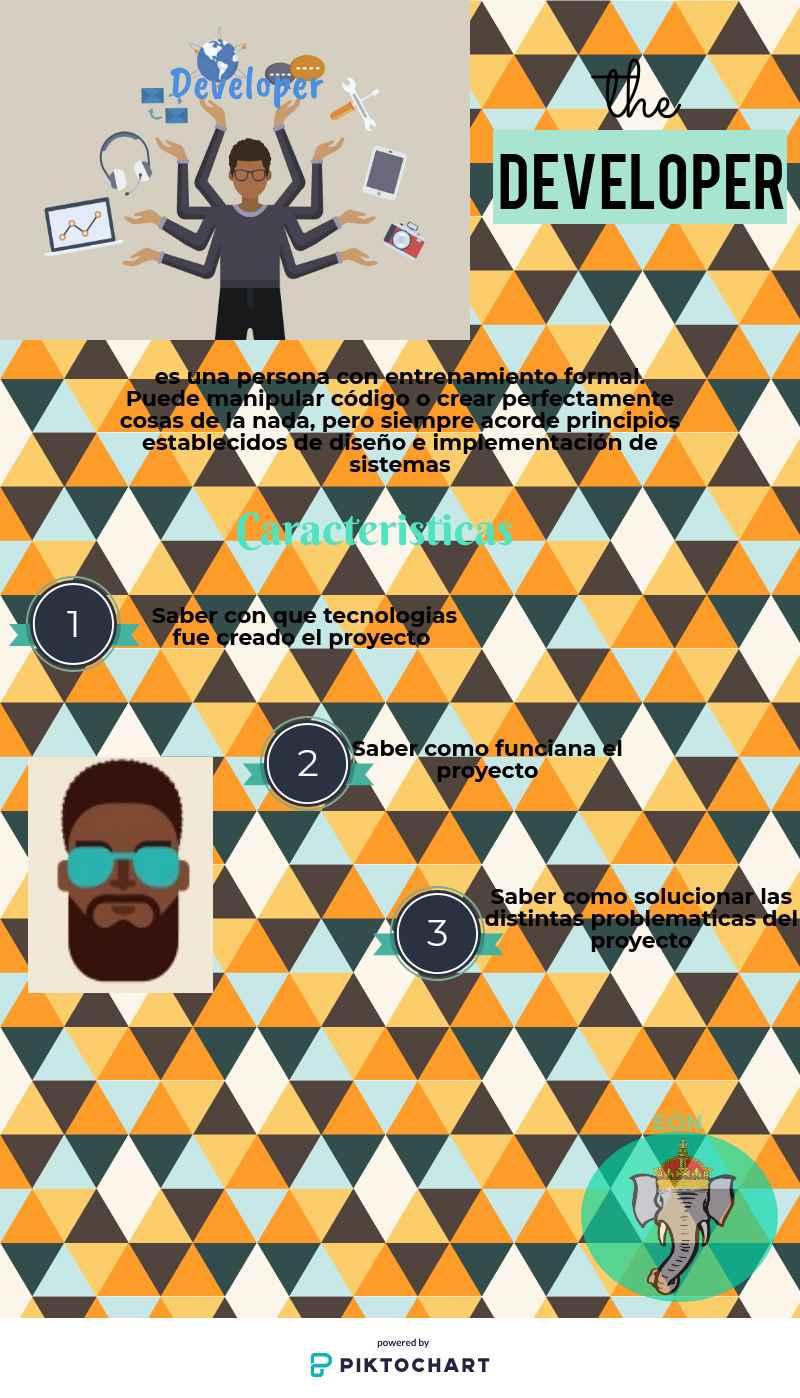 Developer
the
DEVELOPER
es una persona con entrenamiento formal.
Puede manipular código o crear perfectamente
cosas de la nada, pero siempre acorde principios
establecidos de diseño e implementación de
sistemas
Caracteristicas
1
Saber con que tecnologias
fue creado el proyecto
2
Saber como funciana el
proyecto
3
Saber como solucionar las
distintas problematicas del
proyecto
EÓN
powered by
PIKTOCHART